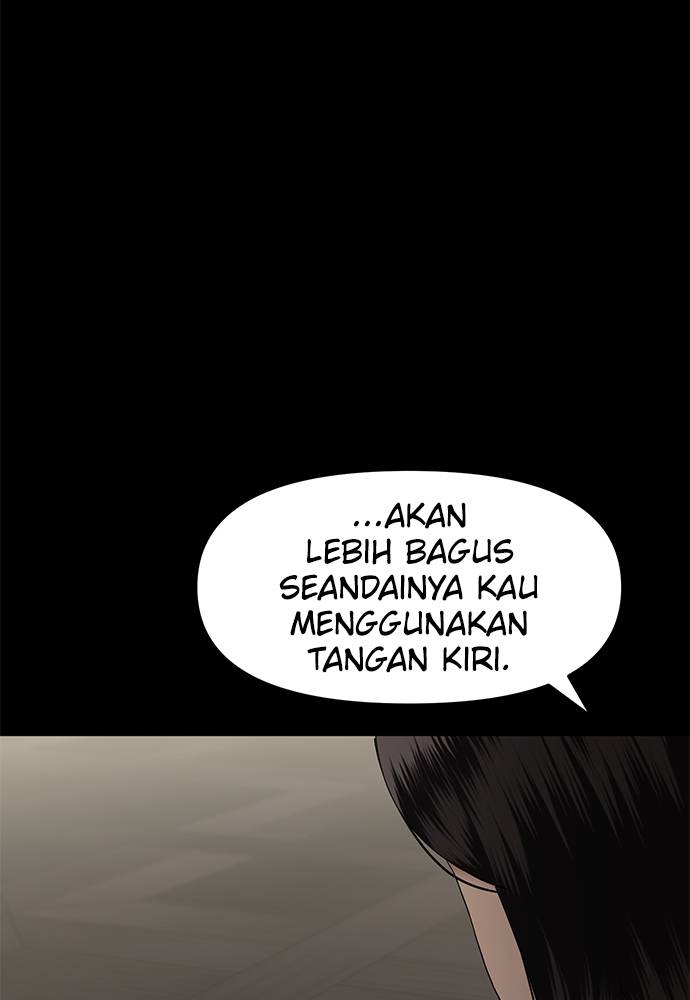 ...AKAN
LEBIH BAGUS
SEANDAINYA KAU
MENGGUNAKAN
TANGAN KIRI.